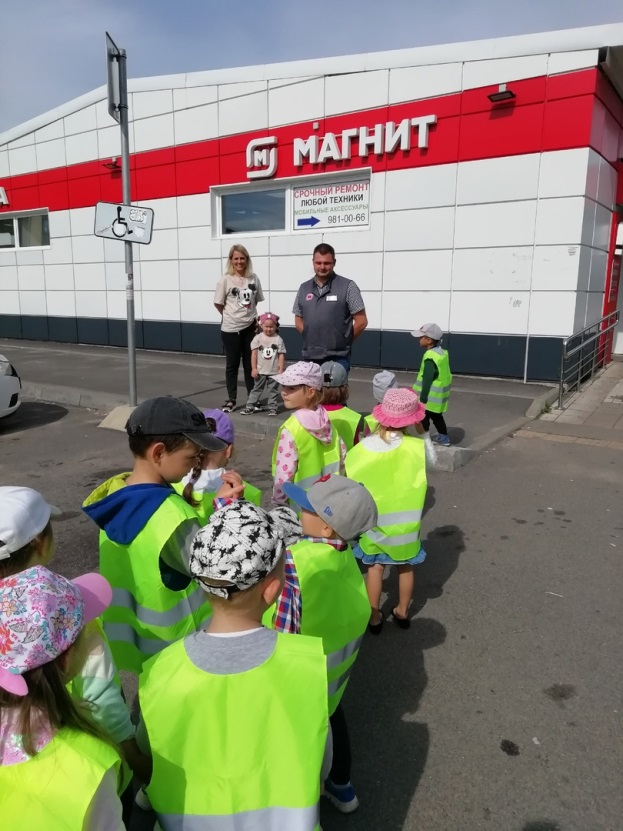 МАГНИТ
СРОЧНЫЙ РЕМОНТ
ЛЮБОЙ ТЕХНИКИ
МОБИЛЬНЫЕ АКСЕССУАРЫ
981-00-66